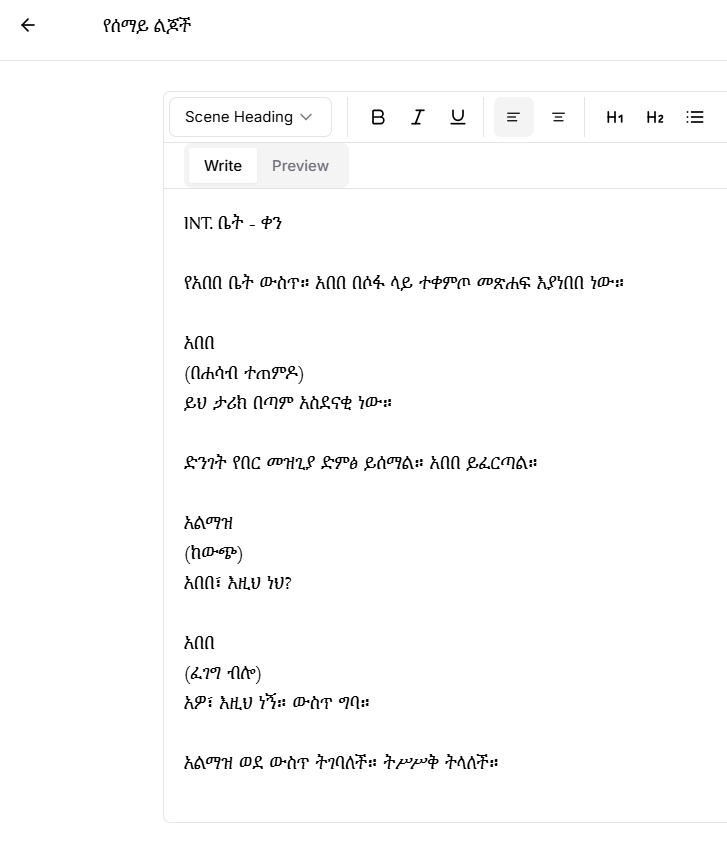 የሰማይ ልጆች
Scene Heading
B I U H1 H2
Write Preview
INT. ቤት - ቀን
የአበበ ቤት ውስጥ። አበበ በሶፋ ላይ ተቀምጦ መጽሐፍ እያነበበ ነው።
አበበ
(በሐሳብ ተጠምዶ)
ይህ ታሪክ በጣም አስደናቂ ነው።
ድንገት የበር መዝጊያ ድምፅ ይሰማል። አበበ ይፈርጣል።
አልማዝ
(ከውጭ)
አበበ፣ እዚህ ነህ?
አበበ
(ፈገግ ብሎ)
አዎ፣ እዚህ ነኝ። ውስጥ ግባ።
አልማዝ ወደ ውስጥ ትገባለች። ትሥሥቅ ትላለች።